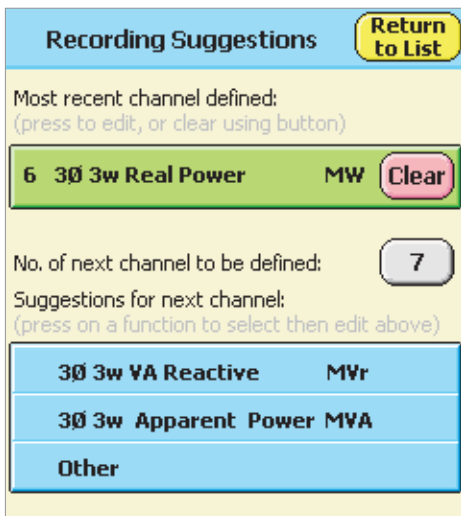 Recording Suggestions
Return
to List
Most recent channel defined:
(press to edit, or clear using button)
6 3Ø 3w Real Power MW Clear
No. of next channel to be defined: 7
Suggestions for next channel:
(press on a function to select then edit above)
3Ø 3w VA Reactive MVr
3Ø 3w Apparent Power MVA
Other